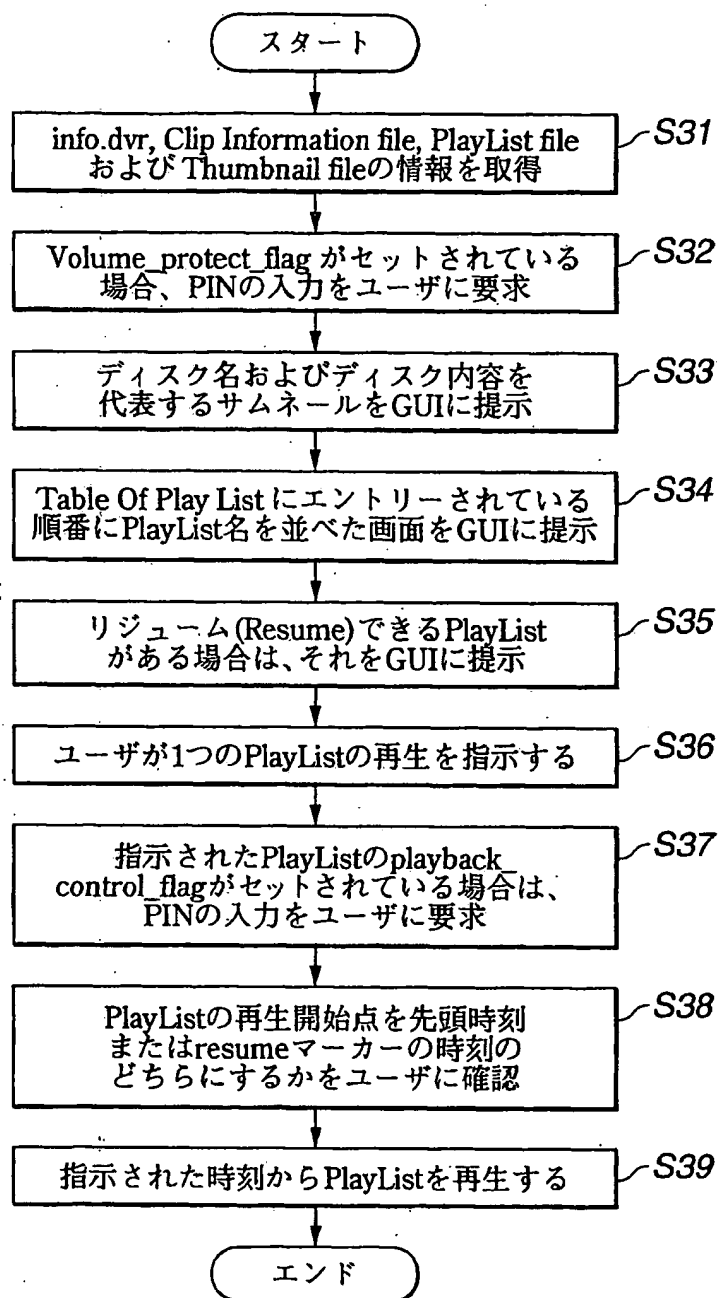 スタート
info.dvr, Clip Information file, PlayList file
および Thumbnail fileの情報を取得
S31
Volume_protect_flag がセットされている
場合、PINの入力をユーザに要求
S32
ディスク名およびディスク内容を
代表するサムネールをGUIに提示
S33
Table Of Play List にエントリーされている
順番にPlayList名を並べた画面をGUIに提示
S34
リジューム(Resume)できるPlayList
がある場合は、それをGUIに提示
S35
ユーザが1つのPlayListの再生を指示する
S36
指示されたPlayListのplayback_
control_flagがセットされている場合は、
PINの入力をユーザに要求
S37
PlayListの再生開始点を先頭時刻
またはresumeマーカーの時刻の
どちらにするかをユーザに確認
S38
指示された時刻からPlayListを再生する
S39
エンド